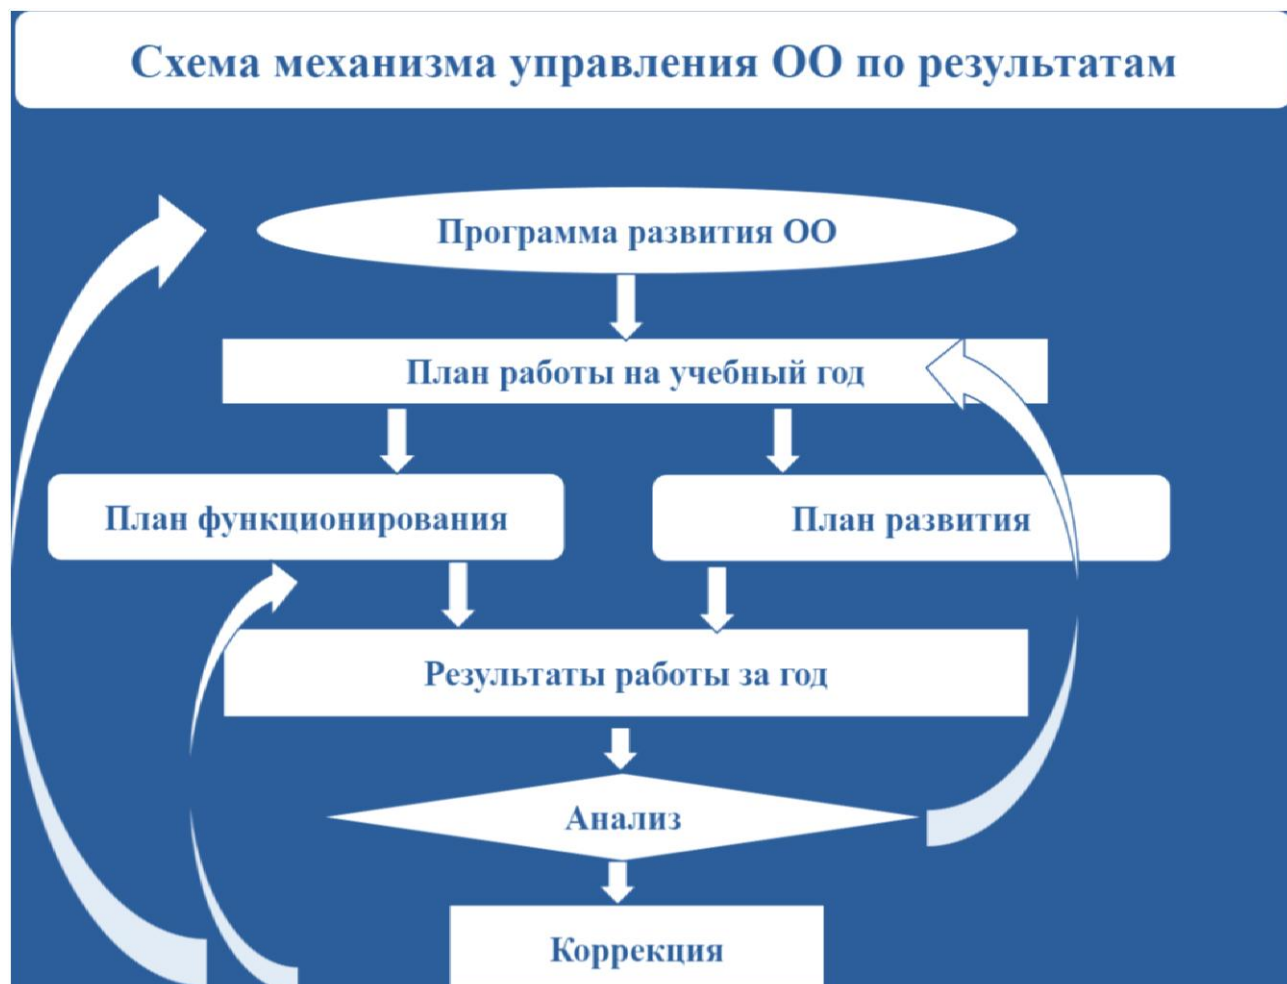 Схема механизма управления ОО по результатам
Программа развития ОО
План работы на учебный год
План функционирования
План развития
Результаты работы за год
Анализ
Коррекция